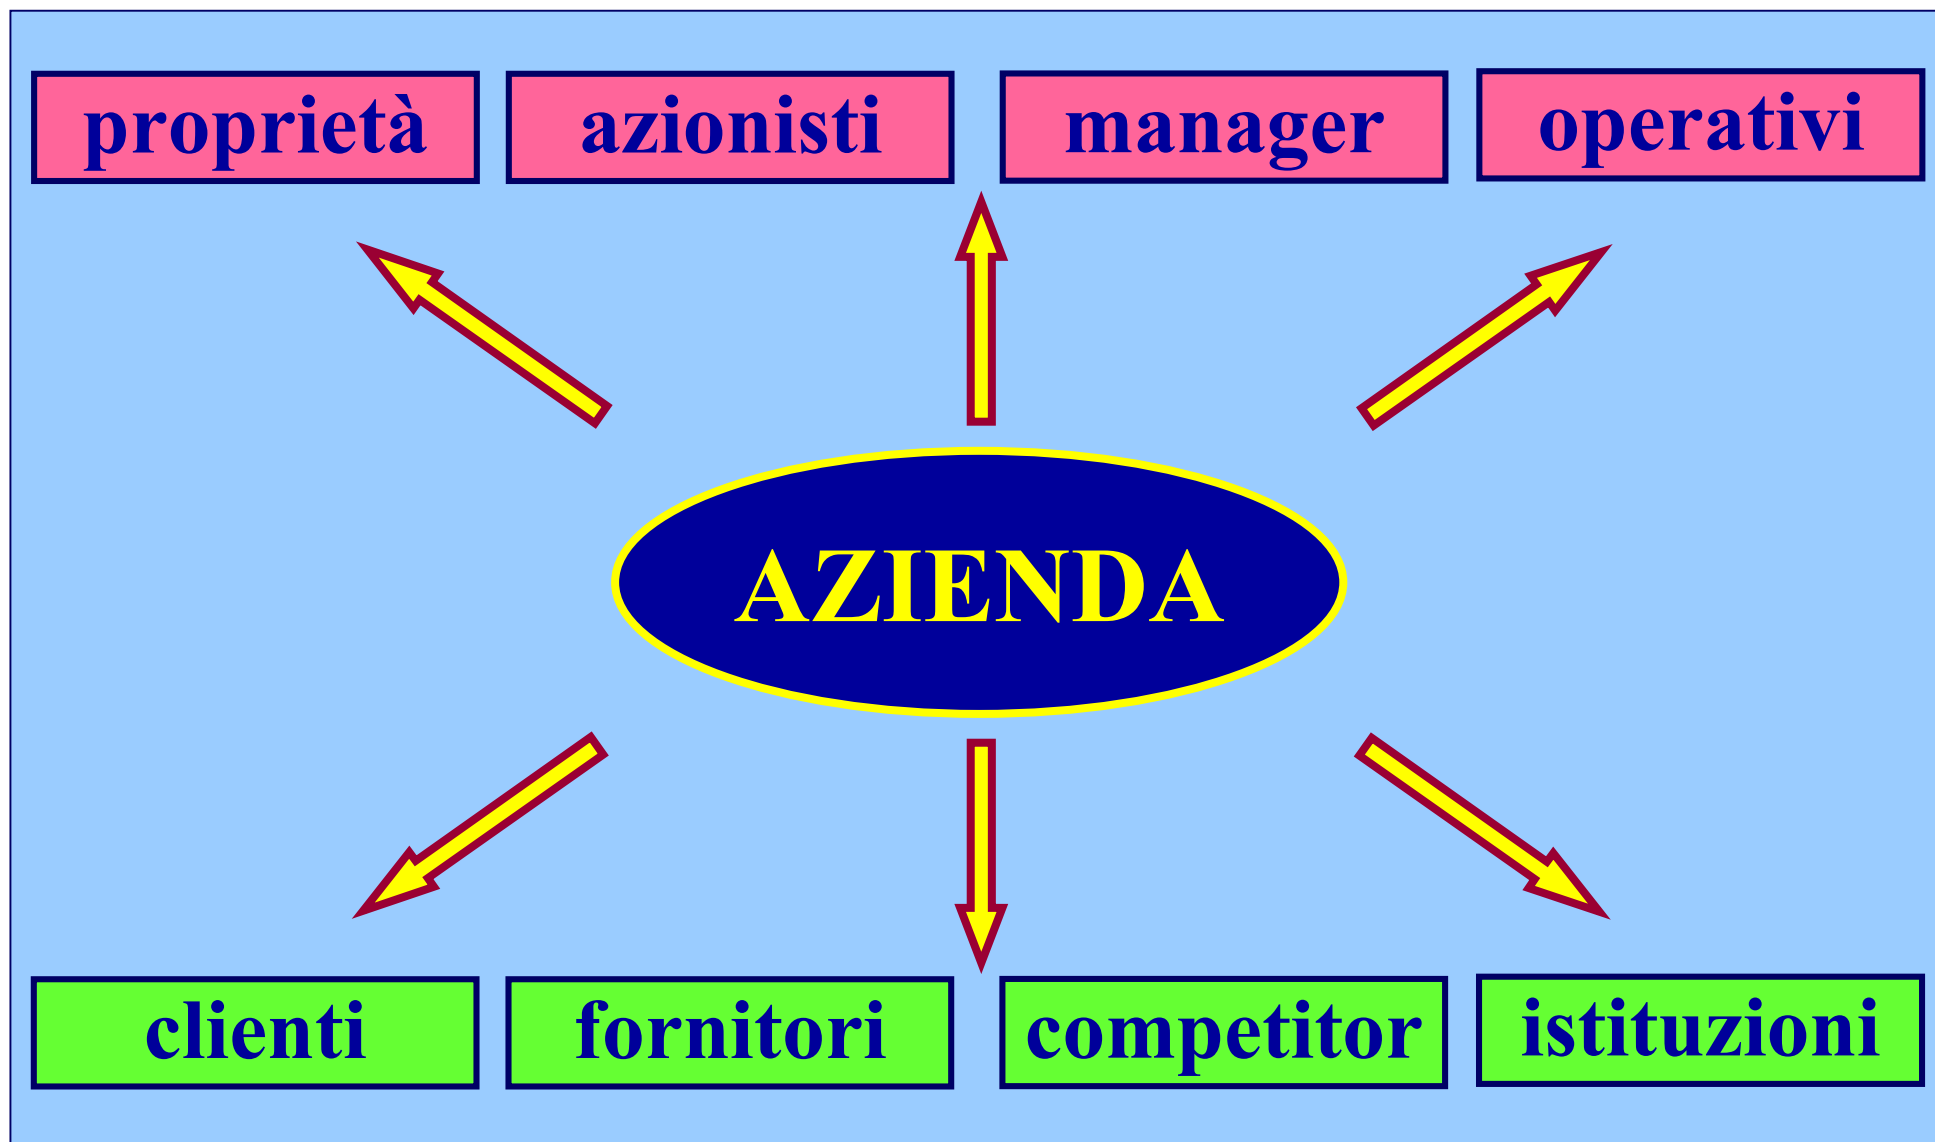 proprietà
azionisti
manager
operativi
AZIENDA
clienti
fornitori
competitor
istituzioni